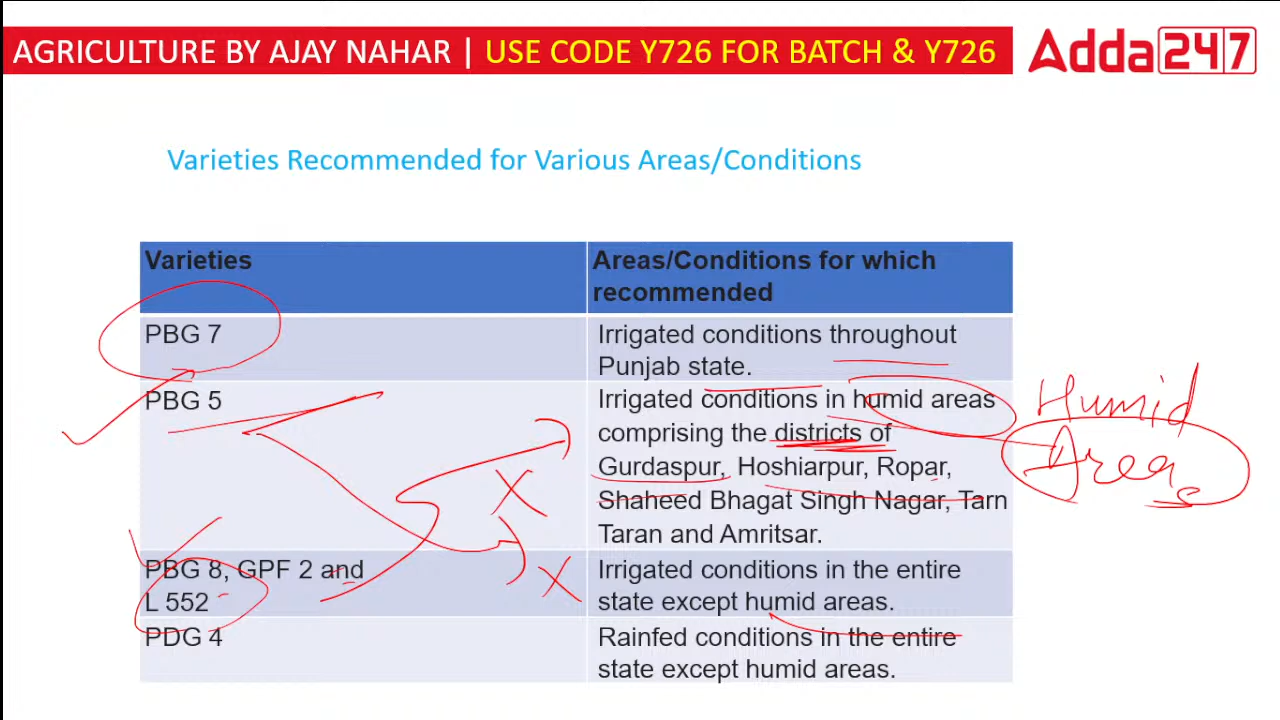 AGRICULTURE BY AJAY NAHAR | USE CODE Y726 FOR BATCH & Y726
Adda247
Varieties Recommended for Various Areas/Conditions
Varieties
Areas/Conditions for which
recommended
PBG 7
Irrigated conditions throughout
Punjab state.
PBG 5
Irrigated conditions in humid areas
comprising the districts of
Gurdaspur, Hoshiarpur, Ropar,
Shaheed Bhagat Singh Nagar, Tarn
Taran and Amritsar.
Humid
Areas
PBG 8, GPF 2 and
L 552
Irrigated conditions in the entire
state except humid areas.
PDG 4
Rainfed conditions in the entire
state except humid areas.